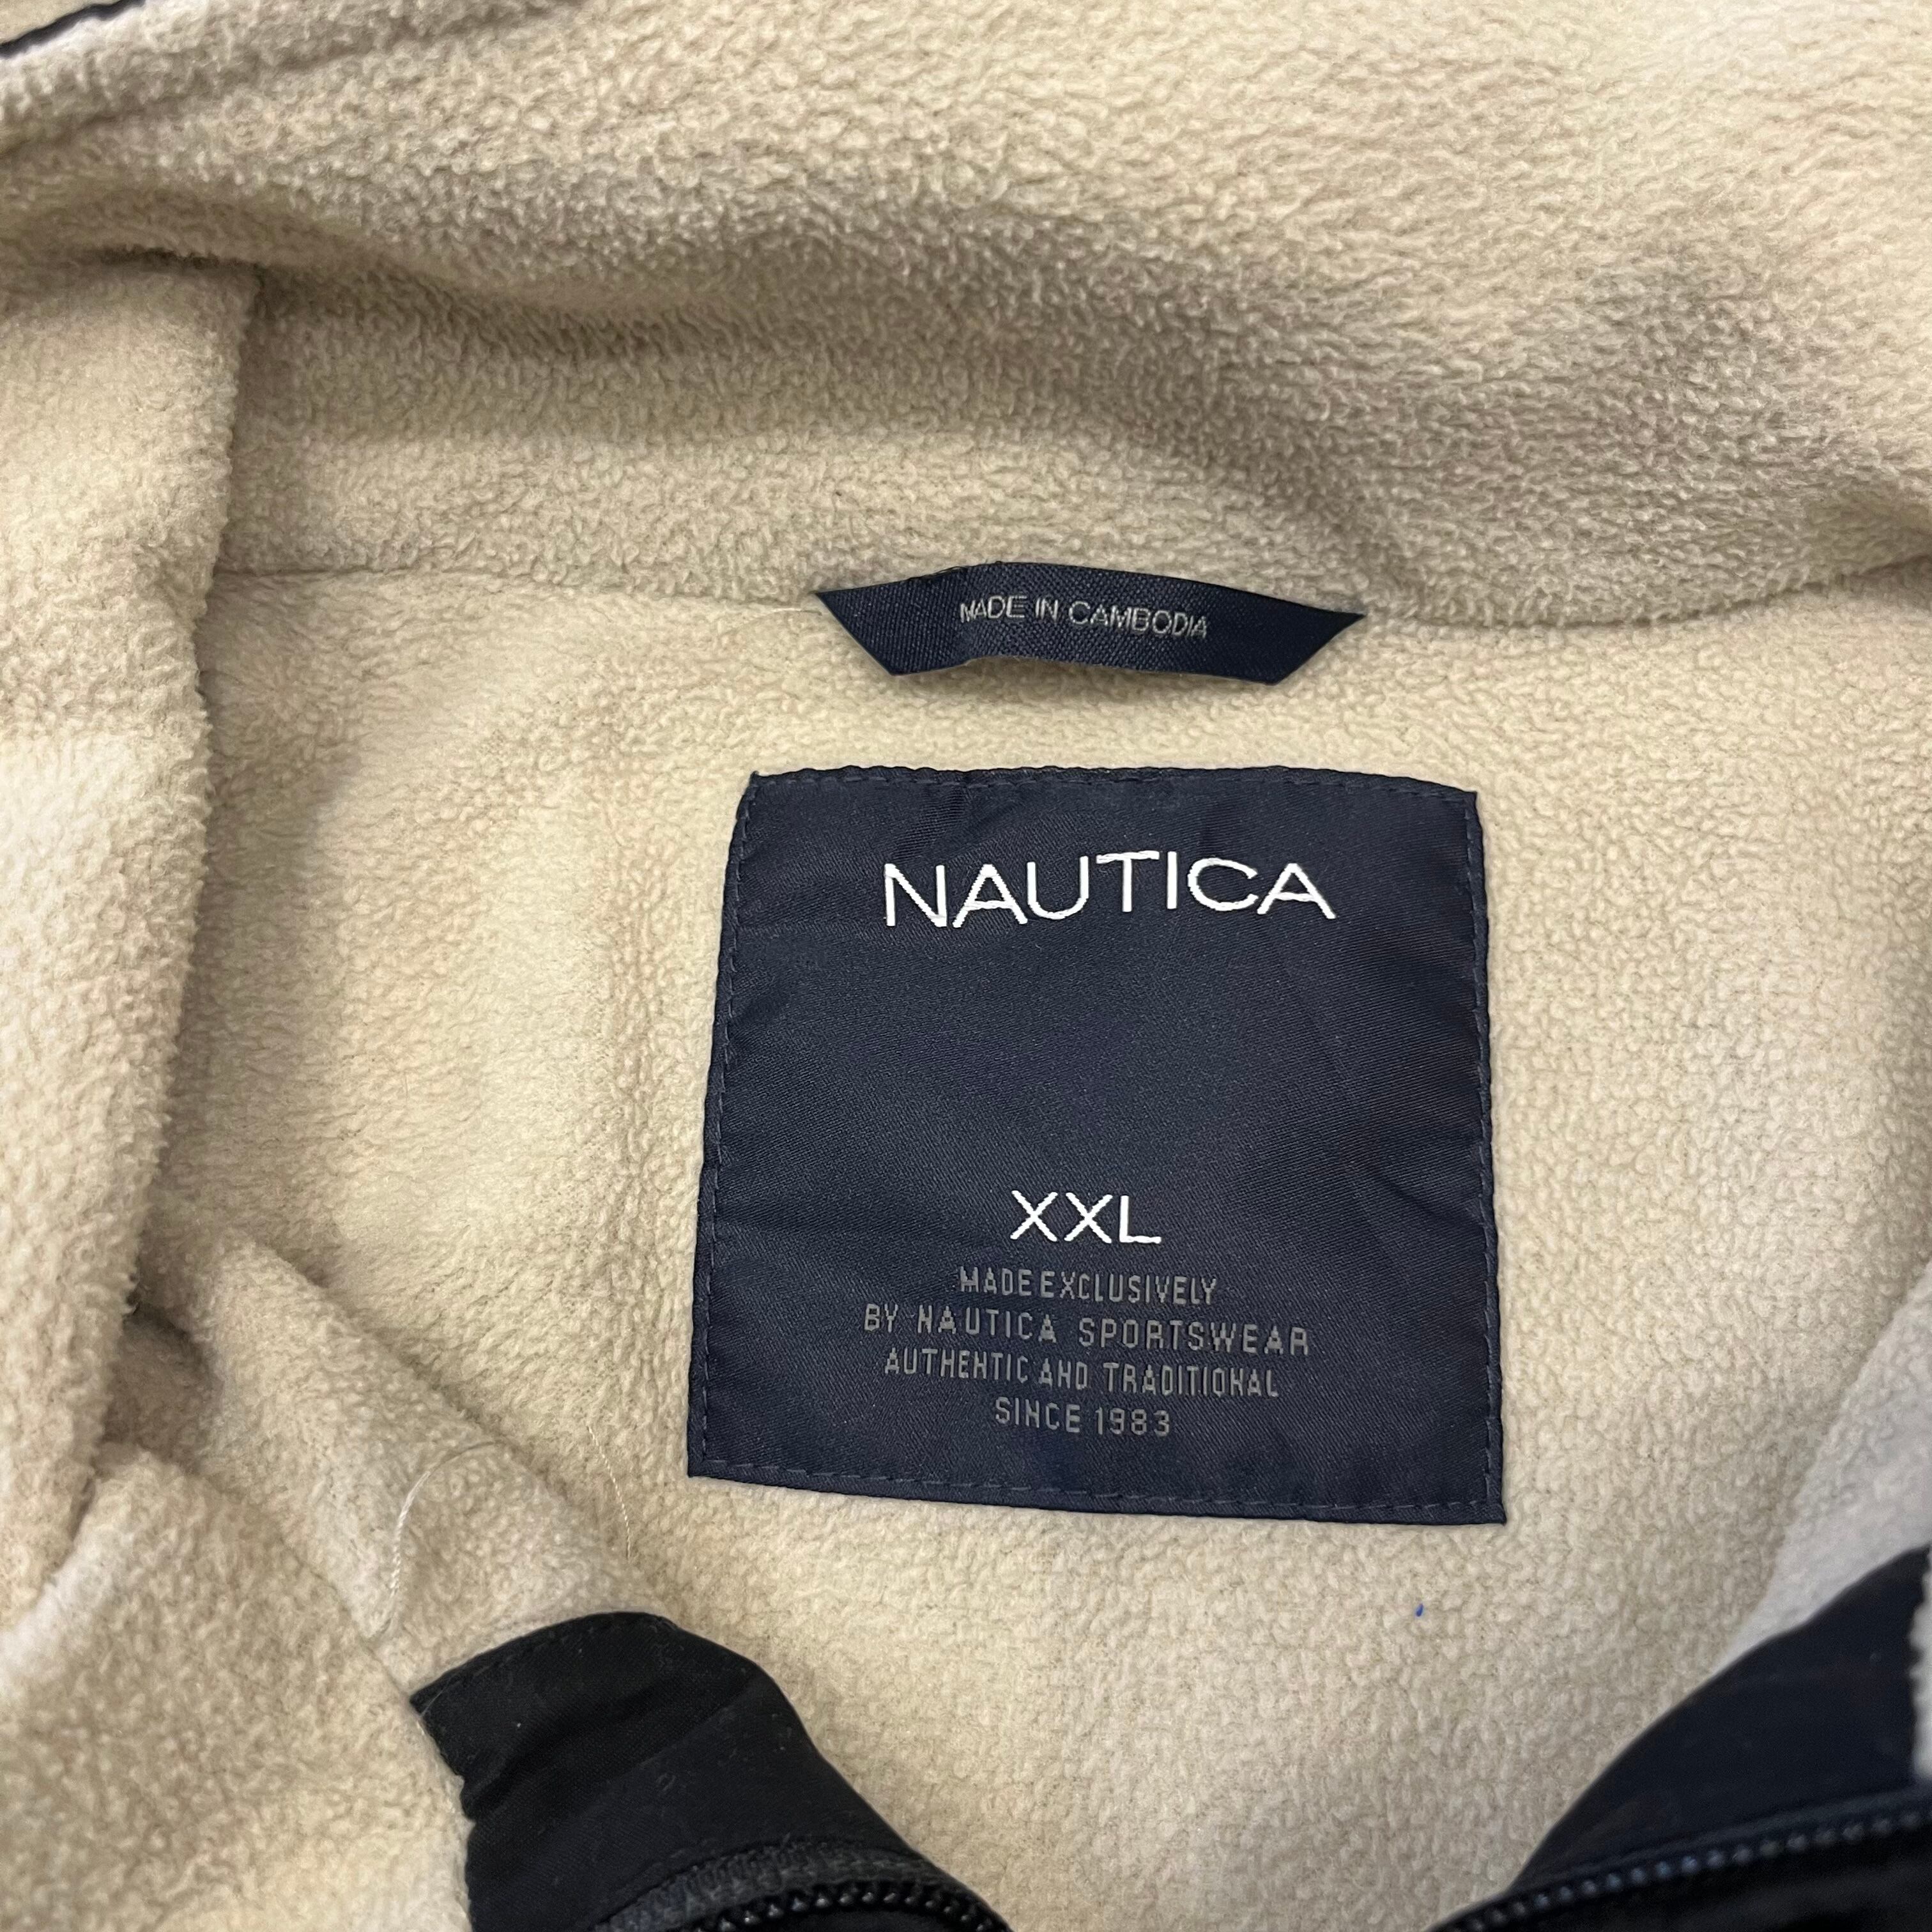 MADE IN CAMBODIA
NAUTICA
XXL
MADE EXCLUSIVELY
BY NAUTICA SPORTSWEAR
AUTHENTIC AND TRADITIONAL
SINCE 1983